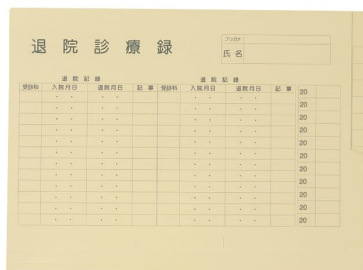 フリガナ
退院診療録
氏名
退院記録 退院記録
受診科 入院月日 退院月日 記事 受診科 入院月日 退院月日 記事 20
・ ・ ・ ・ ・ ・ ・ ・
20
・ ・ ・ ・ ・ ・ ・ ・
20
・ ・ ・ ・ ・ ・ ・ ・ 20
・ ・ ・ ・ ・ ・ ・ ・ 20
・ ・ ・ ・ ・ ・ ・ ・ 20
・ ・ ・ ・ ・ ・ ・ ・ 20
・ ・ ・ ・ ・ ・ ・ ・ 20
・ ・ ・ ・ ・ ・ ・ ・ 20
・ ・ ・ ・ ・ ・ ・ ・ 20
・ ・ ・ ・ ・ ・ ・ ・ 20
・ ・ ・ ・ ・ ・ ・ ・ 20